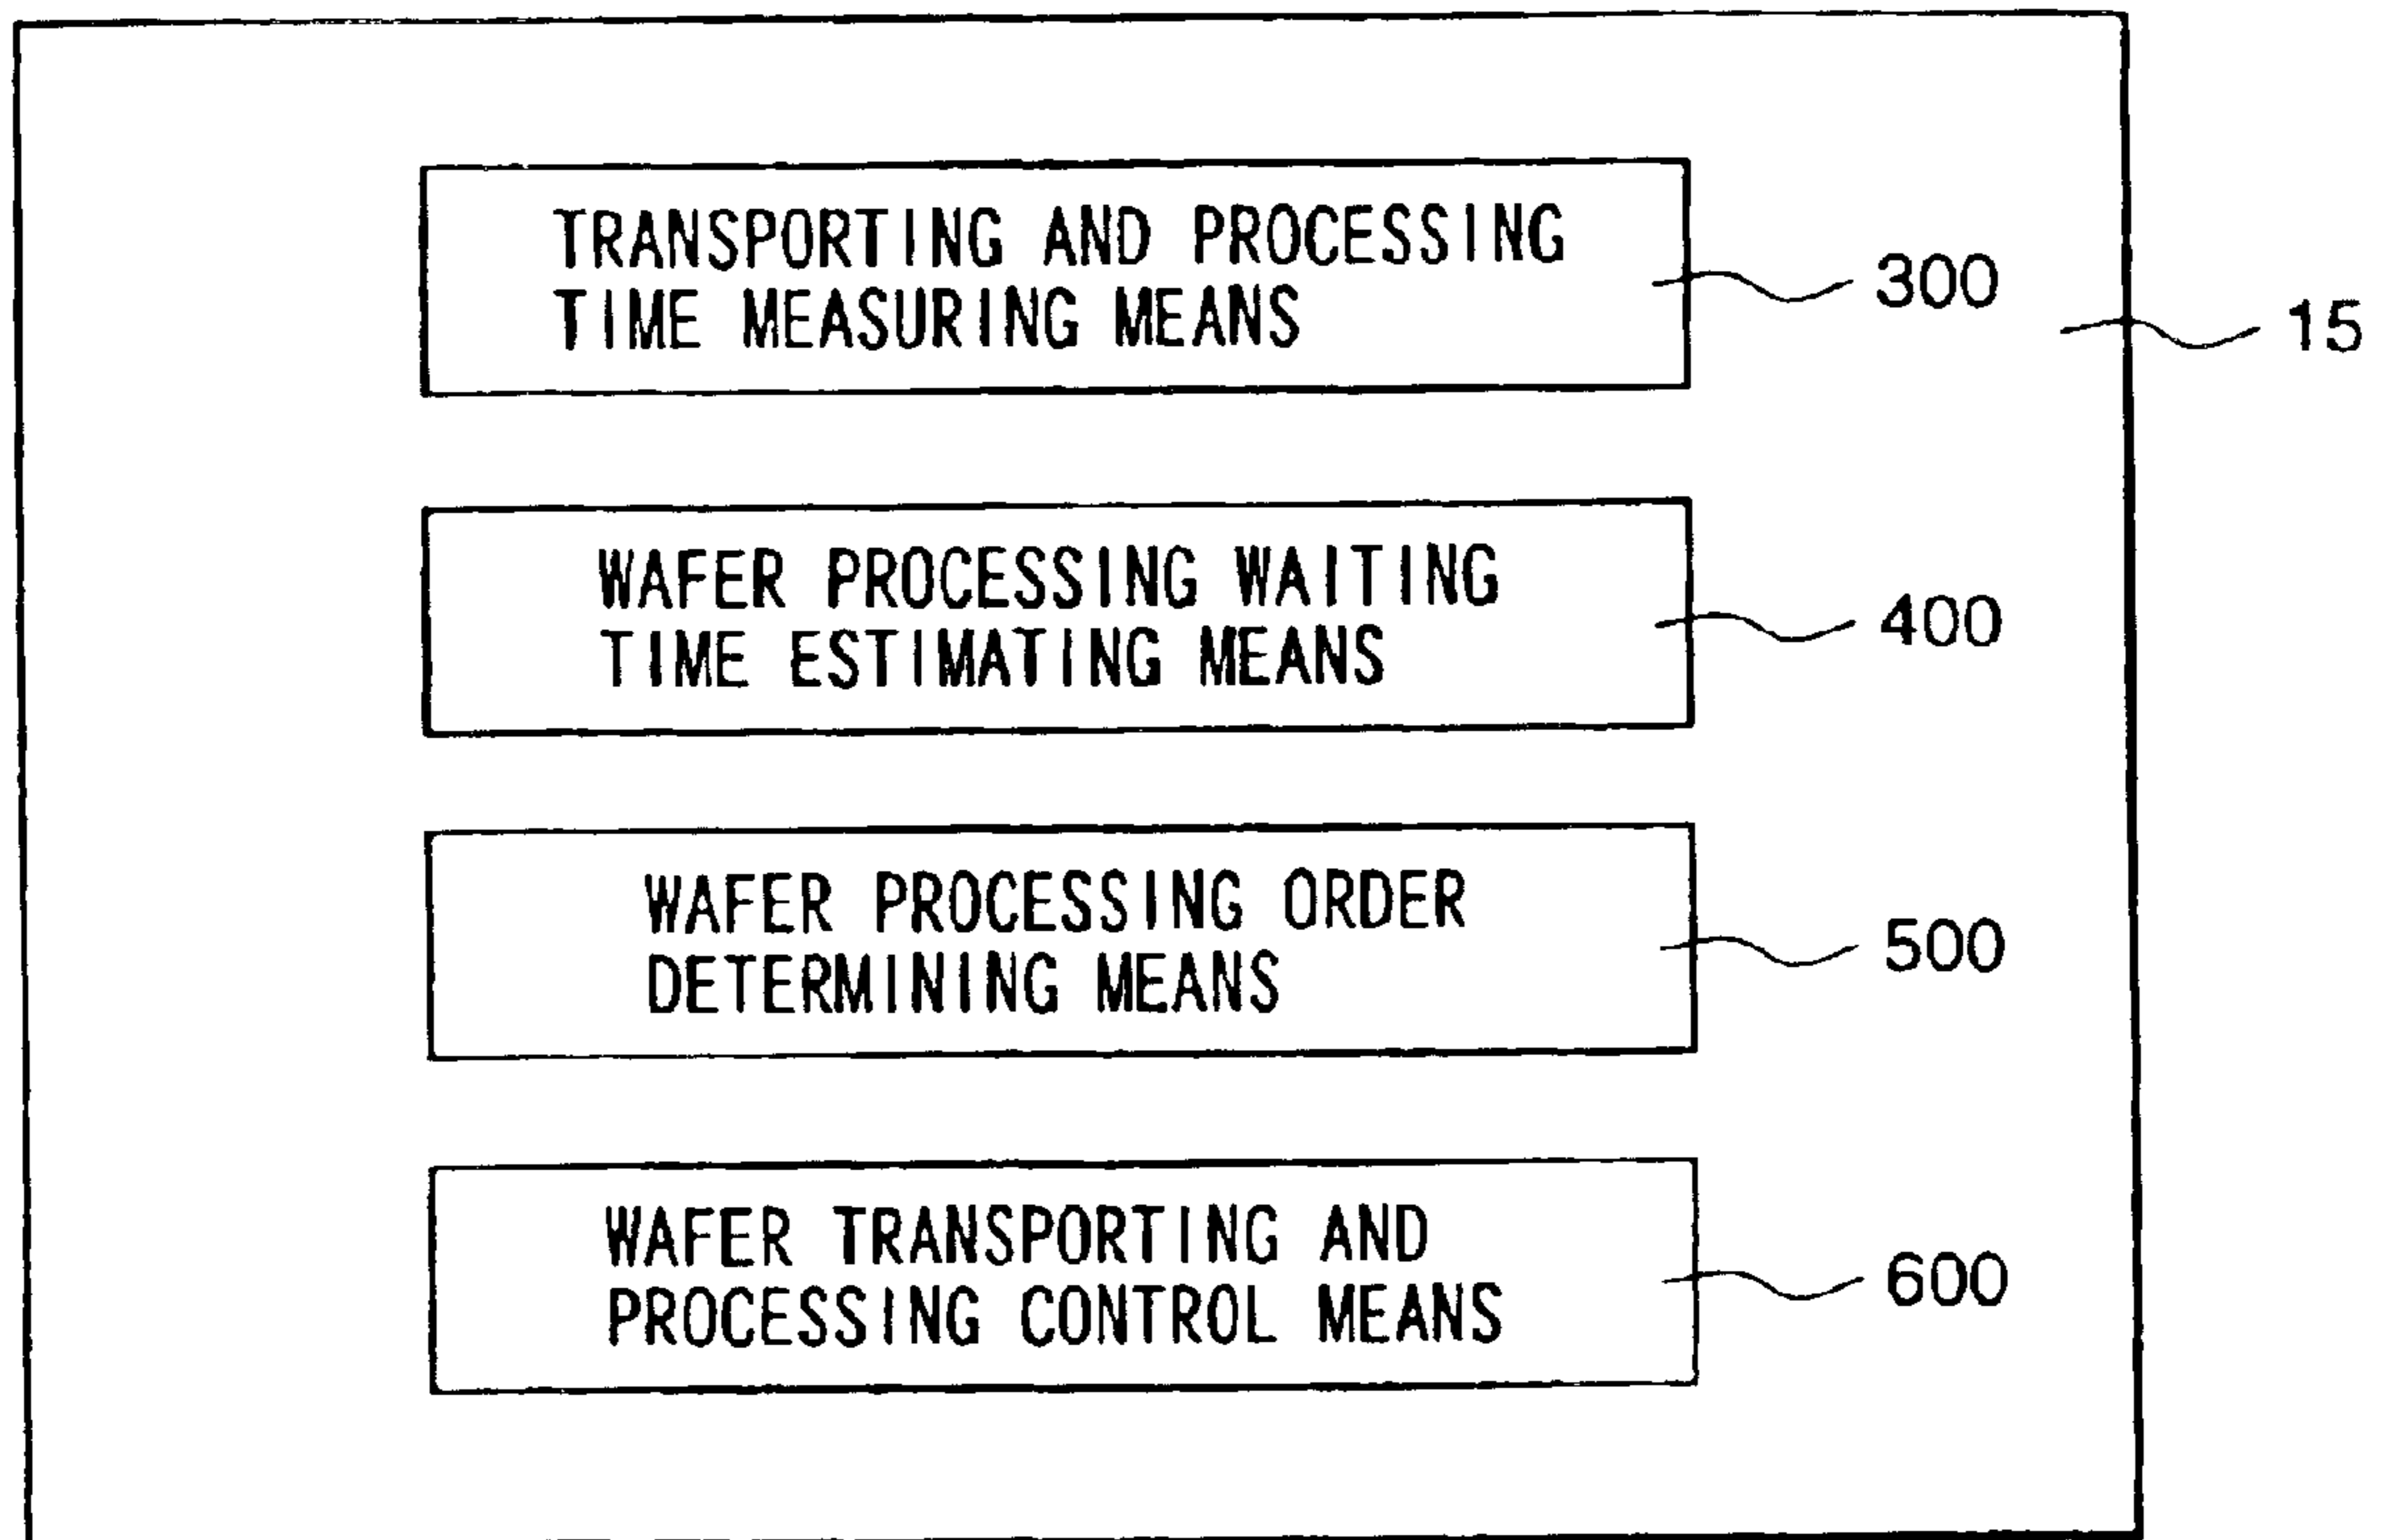 TRANSPORTING AND PROCESSING
TIME MEASURING MEANS
300
15
WAFER PROCESSING WAITING
TIME ESTIMATING MEANS
400
WAFER PROCESSING ORDER
DETERMINING MEANS
500
WAFER TRANSPORTING AND
PROCESSING CONTROL MEANS
600